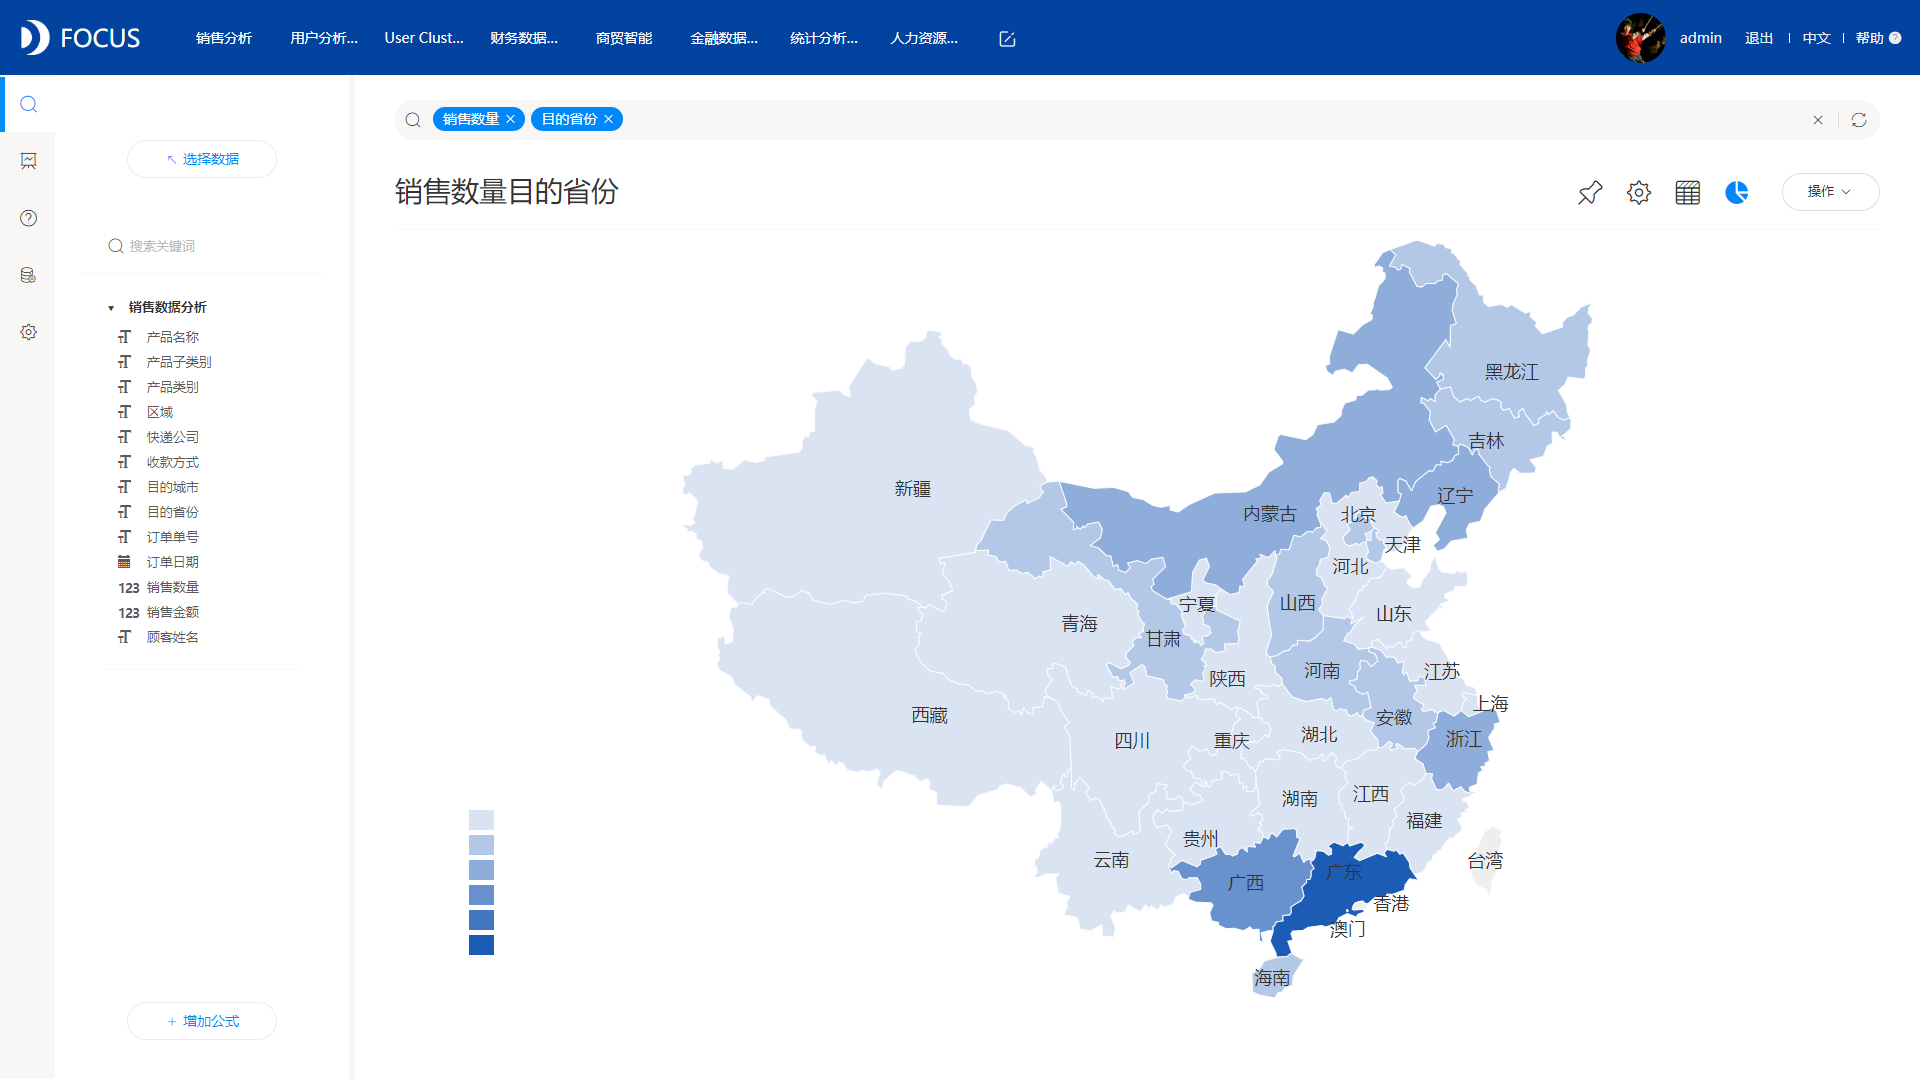 FOCUS 销售分析 用户分析... User Clust... 财务数据... 商贸智能 金融数据... 统计分析... 人力资源... admin 退出 中文 帮助 ?
销售数量 目的省份
选择数据
销售数量目的省份
操作
搜索关键词
销售数据分析
T 产品名称
T 产品子类别
T 产品类别
T 区域
T 快递公司
T 收款方式
T 目的城市
T 目的省份
T 订单单号
订单日期
123 销售数量
123 销售金额
T 顾客姓名
+ 增加公式
黑龙江
吉林
新疆
辽宁
内蒙古
北京
天津
河北
宁夏
山西
山东
青海
甘肃
河南
江苏
陕西
上海
西藏
安徽
四川
重庆
湖北
浙江
湖南
江西
福建
贵州
云南
台湾
广东
广西
香港
澳门
海南